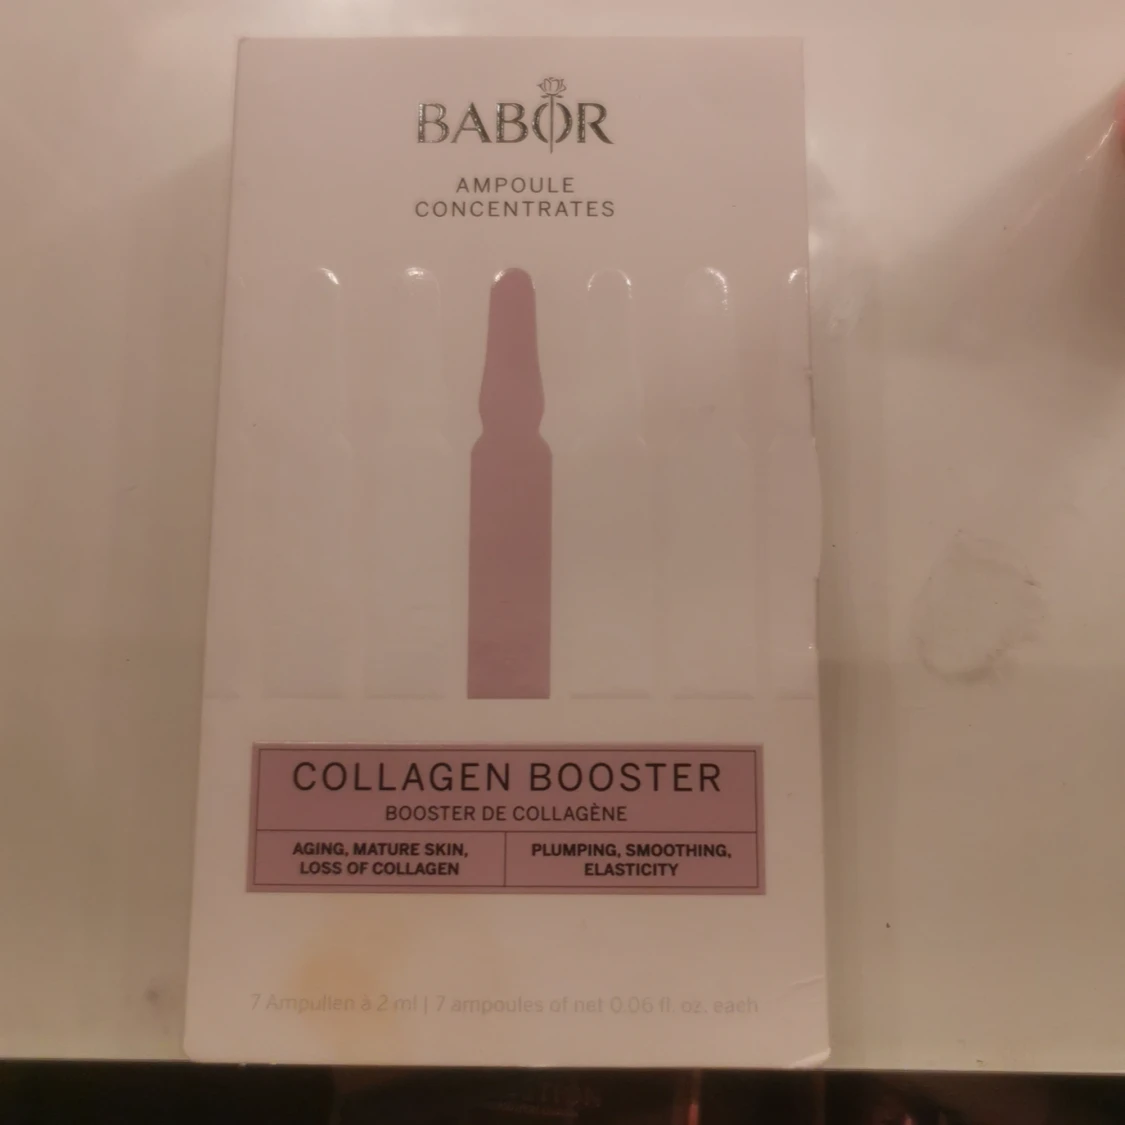 BABOR
AMPOULE
CONCENTRATES
COLLAGEN BOOSTER
BOOSTER DE COLLAGÈNE
AGING, MATURE SKIN,
LOSS OF COLLAGEN
PLUMPING, SMOOTHING,
ELASTICITY
7 Ampullen à 2 ml | 7 ampoules of net 0.06 fl. oz. each